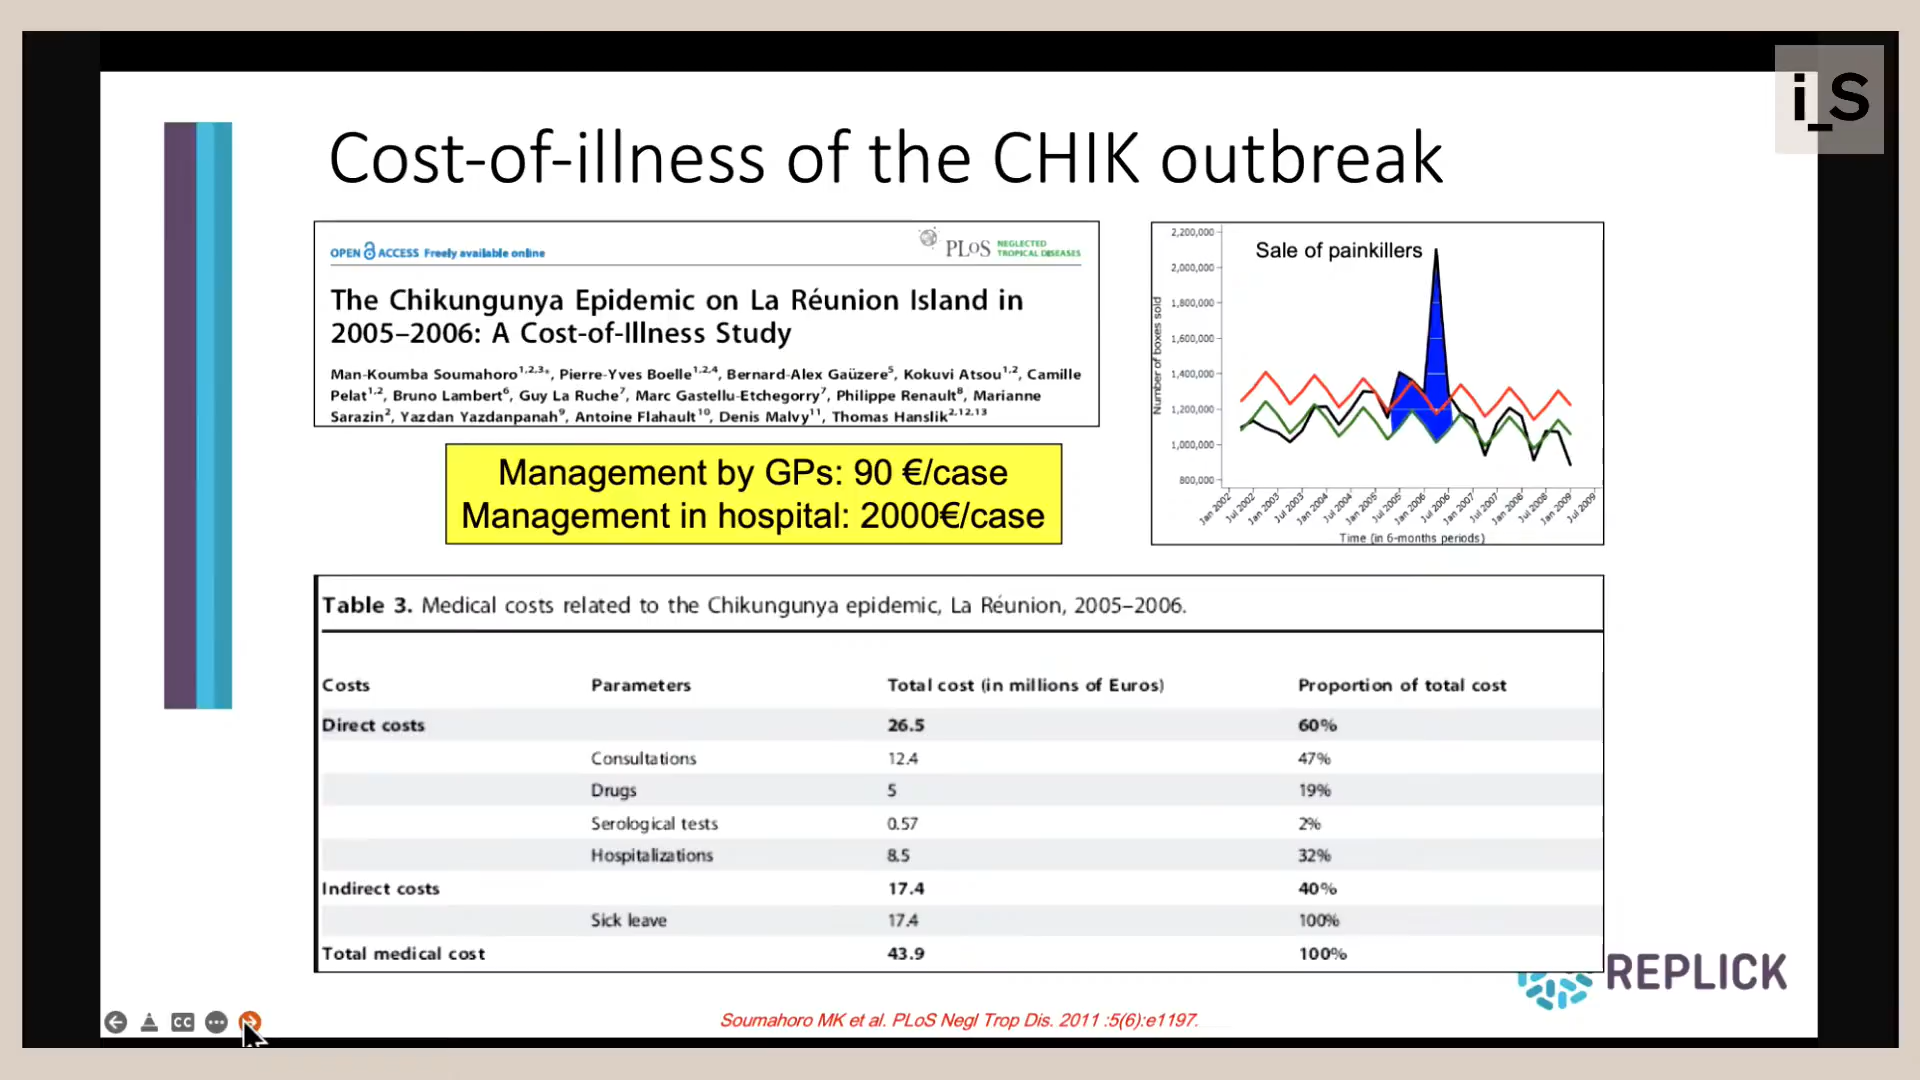 i_S
Cost-of-illness of the CHIK outbreak
OPEN ACCESS Freely available online
PLoS NEGLECTED TROPICAL DISEASES
The Chikungunya Epidemic on La Réunion Island in
2005–2006: A Cost-of-Illness Study
Man-Koumba Soumahoro1,2,3*, Pierre-Yves Boelle1,2,4, Bernard-Alex Gaüzere5, Kokuvi Atsou1,2, Camille
Pelat1,2, Bruno Lambert6, Guy La Ruche7, Marc Gastellu-Etchegorry7, Philippe Renault8, Marianne
Sarazin2, Yazdan Yazdanpanah9, Antoine Flahault10, Denis Malvy11, Thomas Hanslik2,12,13
Management by GPs: 90 €/case
Management in hospital: 2000€/case
Sale of painkillers
Number of boxes sold
2,200,000
2,000,000
1,800,000
1,600,000
1,400,000
1,200,000
1,000,000
800,000
Jan 2002 Jul 2002 Jan 2003 Jul 2003 Jan 2004 Jul 2004 Jan 2005 Jul 2005 Jan 2006 Jul 2006 Jan 2007 Jul 2007 Jan 2008 Jul 2008 Jan 2009 Jul 2009
Time (in 6-months periods)
Table 3. Medical costs related to the Chikungunya epidemic, La Réunion, 2005–2006.
Costs Parameters Total cost (in millions of Euros) Proportion of total cost
Direct costs 26.5 60%
Consultations 12.4 47%
Drugs 5 19%
Serological tests 0.57 2%
Hospitalizations 8.5 32%
Indirect costs 17.4 40%
Sick leave 17.4 100%
Total medical cost 43.9 100%
REPLICK
CC
Soumahoro MK et al. PLoS Negl Trop Dis. 2011 :5(6):e1197.